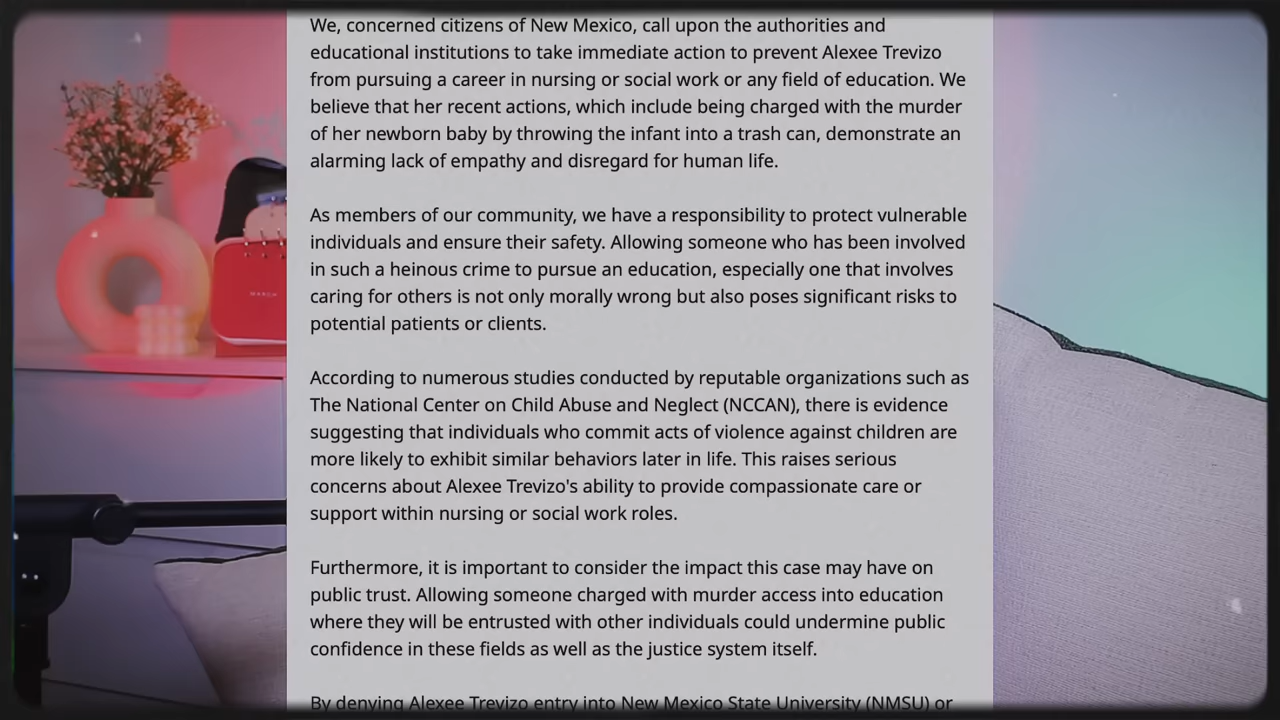 We, concerned citizens of New Mexico, call upon the authorities and
educational institutions to take immediate action to prevent Alexee Trevizo
from pursuing a career in nursing or social work or any field of education. We
believe that her recent actions, which include being charged with the murder
of her newborn baby by throwing the infant into a trash can, demonstrate an
alarming lack of empathy and disregard for human life.
As members of our community, we have a responsibility to protect vulnerable
individuals and ensure their safety. Allowing someone who has been involved
in such a heinous crime to pursue an education, especially one that involves
caring for others is not only morally wrong but also poses significant risks to
potential patients or clients.
According to numerous studies conducted by reputable organizations such as
The National Center on Child Abuse and Neglect (NCCAN), there is evidence
suggesting that individuals who commit acts of violence against children are
more likely to exhibit similar behaviors later in life. This raises serious
concerns about Alexee Trevizo's ability to provide compassionate care or
support within nursing or social work roles.
Furthermore, it is important to consider the impact this case may have on
public trust. Allowing someone charged with murder access into education
where they will be entrusted with other individuals could undermine public
confidence in these fields as well as the justice system itself.
By denying Alexee Trevizo entry into New Mexico State University (NMSU) or
MARCH